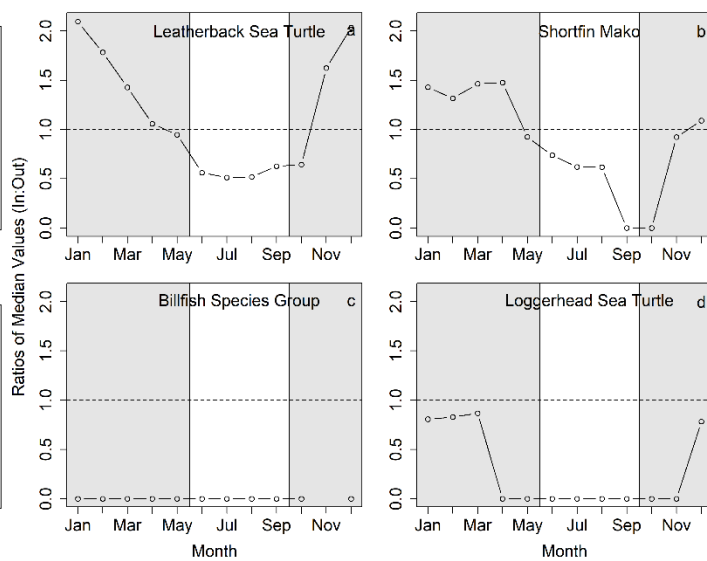 Ratios of Median Values (In:Out)
Leatherback Sea Turtle a
0.0 0.5 1.0 1.5 2.0
Jan Mar May Jul Sep Nov
Shortfin Mako b
0.0 0.5 1.0 1.5 2.0
Jan Mar May Jul Sep Nov
Billfish Species Group c
0.0 0.5 1.0 1.5 2.0
Jan Mar May Jul Sep Nov
Month
Loggerhead Sea Turtle d
0.0 0.5 1.0 1.5 2.0
Jan Mar May Jul Sep Nov
Month